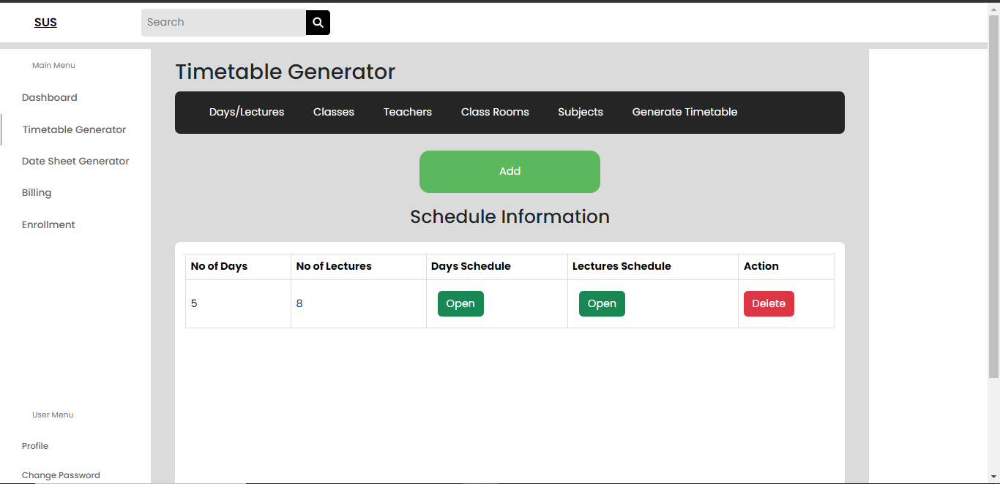 SUS
Search
Main Menu
Dashboard
Timetable Generator
Date Sheet Generator
Billing
Enrollment
User Menu
Profile
Change Password
Timetable Generator
Days/Lectures Classes Teachers Class Rooms Subjects Generate Timetable
Add
Schedule Information
No of Days No of Lectures Days Schedule Lectures Schedule Action
5 8 Open Open Delete